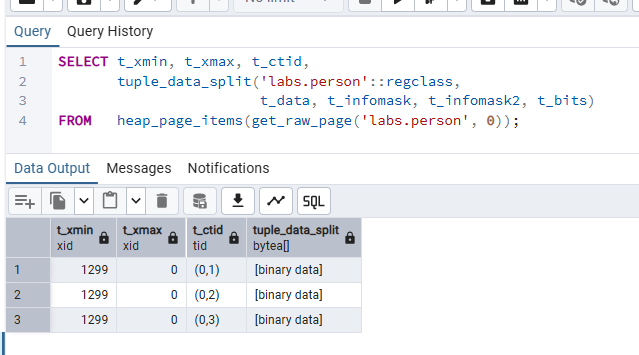 No limit
Query Query History
1 SELECT t_xmin, t_xmax, t_ctid,
2 tuple_data_split('labs.person'::regclass,
3 t_data, t_infomask, t_infomask2, t_bits)
4 FROM heap_page_items(get_raw_page('labs.person', 0));
Data Output Messages Notifications
SQL
t_xmin t_xmax t_ctid tuple_data_split
xid xid tid bytea[]
1 1299 0 (0,1) [binary data]
2 1299 0 (0,2) [binary data]
3 1299 0 (0,3) [binary data]